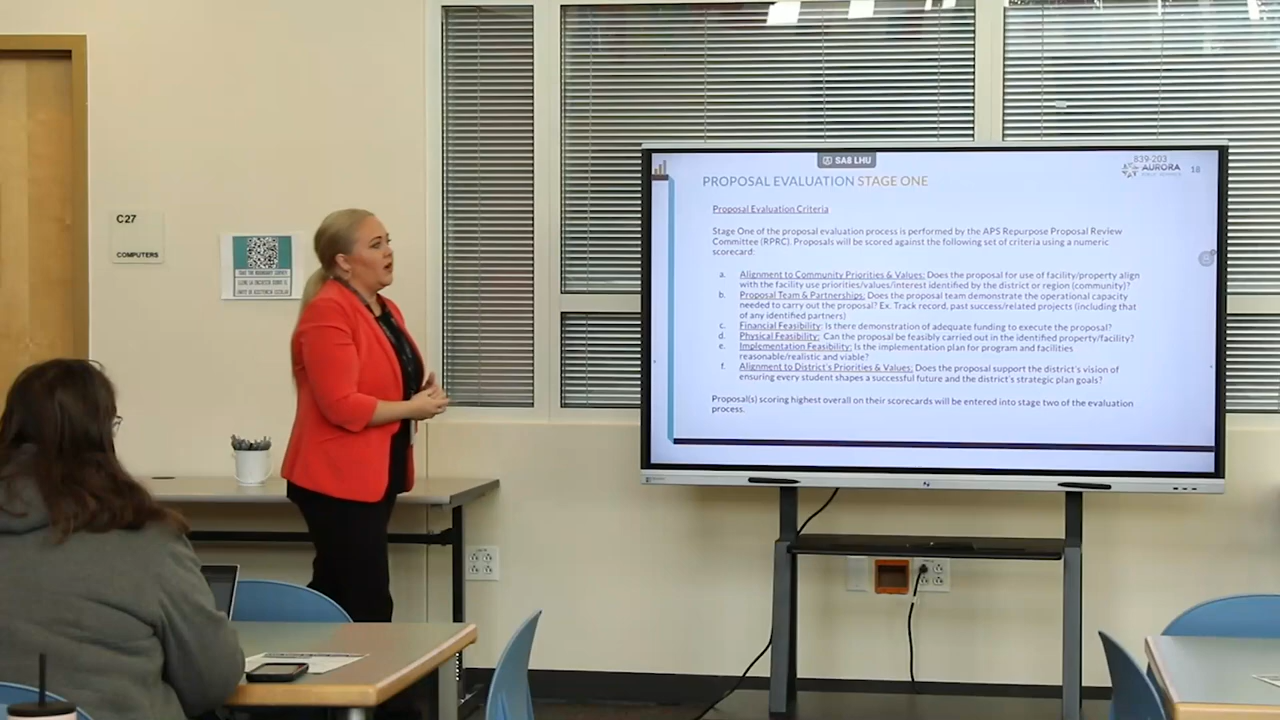 C27
COMPUTERS
TAKE THE BOUNDARY SURVEY
SA8 LHU
839-203
AURORA
18
PROPOSAL EVALUATION STAGE ONE
Proposal Evaluation Criteria
Stage One of the proposal evaluation process is performed by the APS Repurpose Proposal Review
Committee (RPRC). Proposals will be scored against the following set of criteria using a numeric
scorecard:
a. Alignment to Community Priorities & Values: Does the proposal for use of facility/property align
with the facility use priorities/values/interest identified by the district or region (community)?
b. Proposal Team & Partnerships: Does the proposal team demonstrate the operational capacity
needed to carry out the proposal? Ex. Track record, past success/related projects (including that
of any identified partners)
c. Financial Feasibility: Is there demonstration of adequate funding to execute the proposal?
d. Physical Feasibility: Can the proposal be feasibly carried out in the identified property/facility?
e. Implementation Feasibility: Is the implementation plan for program and facilities
reasonable/realistic and viable?
f. Alignment to District's Priorities & Values: Does the proposal support the district's vision of
ensuring every student shapes a successful future and the district's strategic plan goals?
Proposal(s) scoring highest overall on their scorecards will be entered into stage two of the evaluation
process.